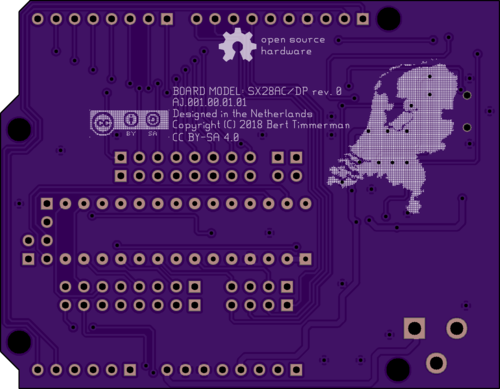 open source
hardware
BOARD MODEL: SX28AC/DP rev. 0
AJ.001.00.01.01
Designed in the Netherlands
Copyright (C) 2018 Bert Timmerman
CC BY-SA 4.0
cc
BY SA